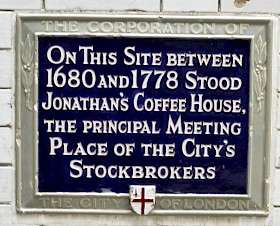 THE CORPORATION OF
ON THIS SITE BETWEEN
1680 AND 1778 STOOD
JONATHAN'S COFFEE HOUSE,
THE PRINCIPAL MEETING
PLACE OF THE CITY'S
STOCKBROKERS
THE CITY OF LONDON